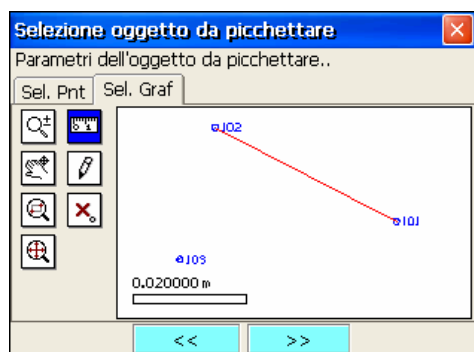 Selezione oggetto da picchettare
Parametri dell'oggetto da picchettare..
Sel. Pnt Sel. Graf
102
101
103
0.020000 m
<< >>